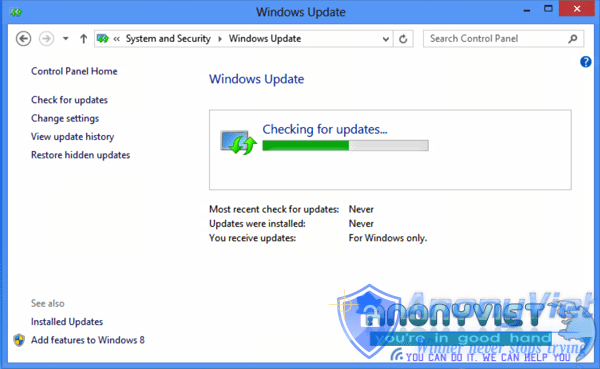 Windows Update
« System and Security Windows Update
Search Control Panel
Control Panel Home
Check for updates
Change settings
View update history
Restore hidden updates
Windows Update
Checking for updates...
Most recent check for updates: Never
Updates were installed: Never
You receive updates: For Windows only.
See also
Installed Updates
Add features to Windows 8
AnonyViet
ANONYVIET
you're in good hand
Winner never stops trying
YOU CAN DO IT, WE CAN HELP YOU